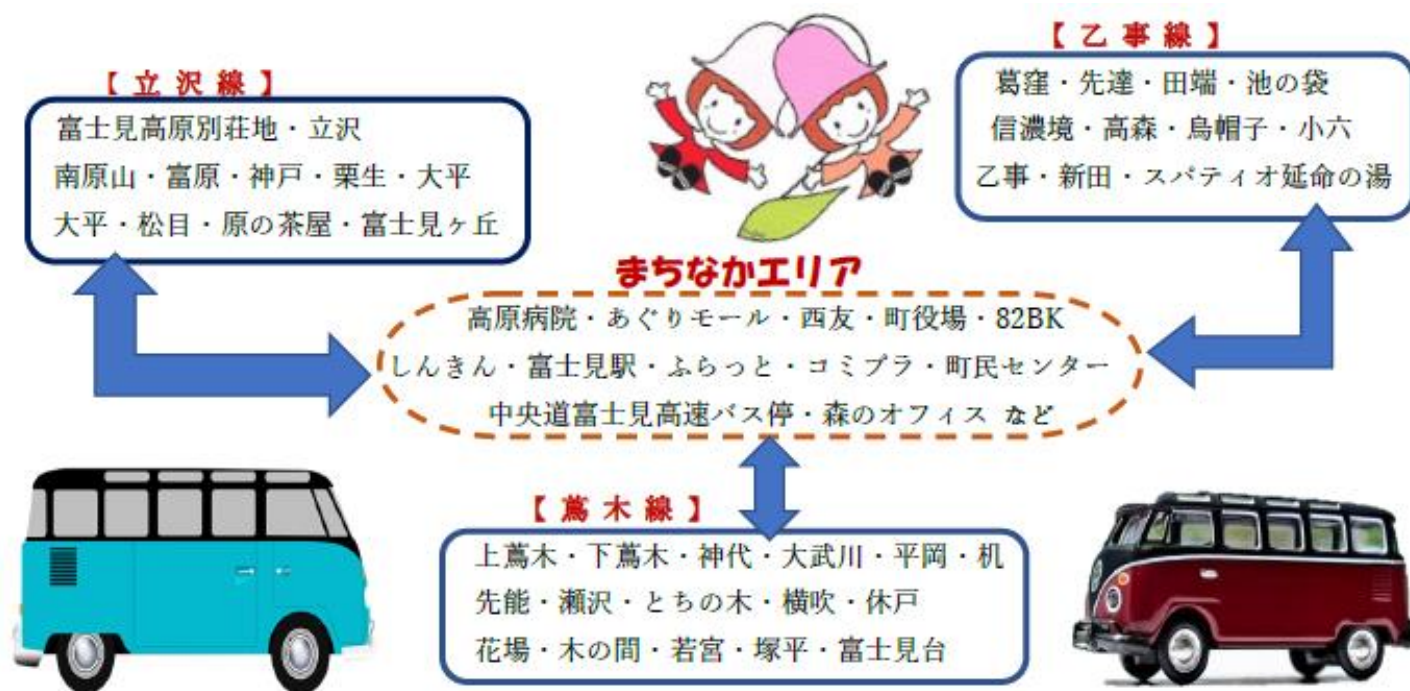 【立沢線】
富士見高原別荘地・立沢
南原山・富原・神戸・栗生・大平
大平・松目・原の茶屋・富士見ヶ丘
【乙事線】
葛窪・先達・田端・池の袋
信濃境・高森・烏帽子・小六
乙事・新田・スパティオ延命の湯
まちなかエリア
高原病院・あぐりモール・西友・町役場・82BK
しんきん・富士見駅・ふらっと・コミプラ・町民センター
中央道富士見高速バス停・森のオフィス など
【蔦木線】
上蔦木・下蔦木・神代・大武川・平岡・机
先能・瀬沢・とちの木・横吹・休戸
花場・木の間・若宮・塚平・富士見台